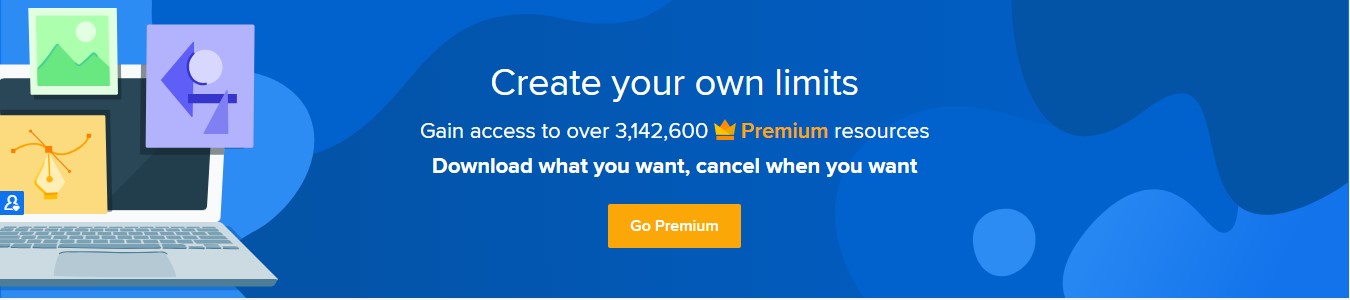 Create your own limits
Gain access to over 3,142,600 Premium resources
Download what you want, cancel when you want
Go Premium